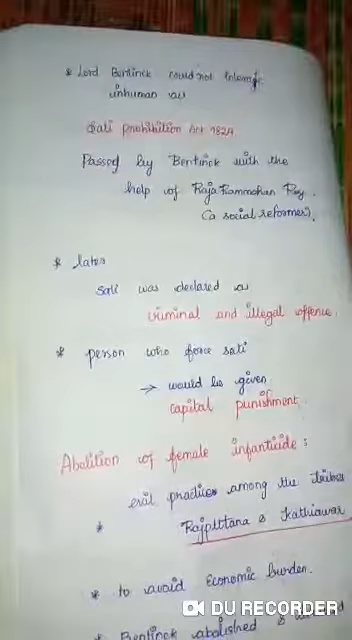 * Lord Bentinck could not tolerate
inhuman act
Sati prohibition Act 1829
Passed by Bentinck with the
help of Raja Rammohan Roy.
(a social reformer).
* later
sati was declared a
criminal and illegal offence.
* person who force sati
→ would be given
capital punishment.
Abolition of female infanticide:
evil practice among the tribes
* Rajputtana & Kathiawar
* to avoid Economic burden.
* Bentinck abolished &
DU RECORDER